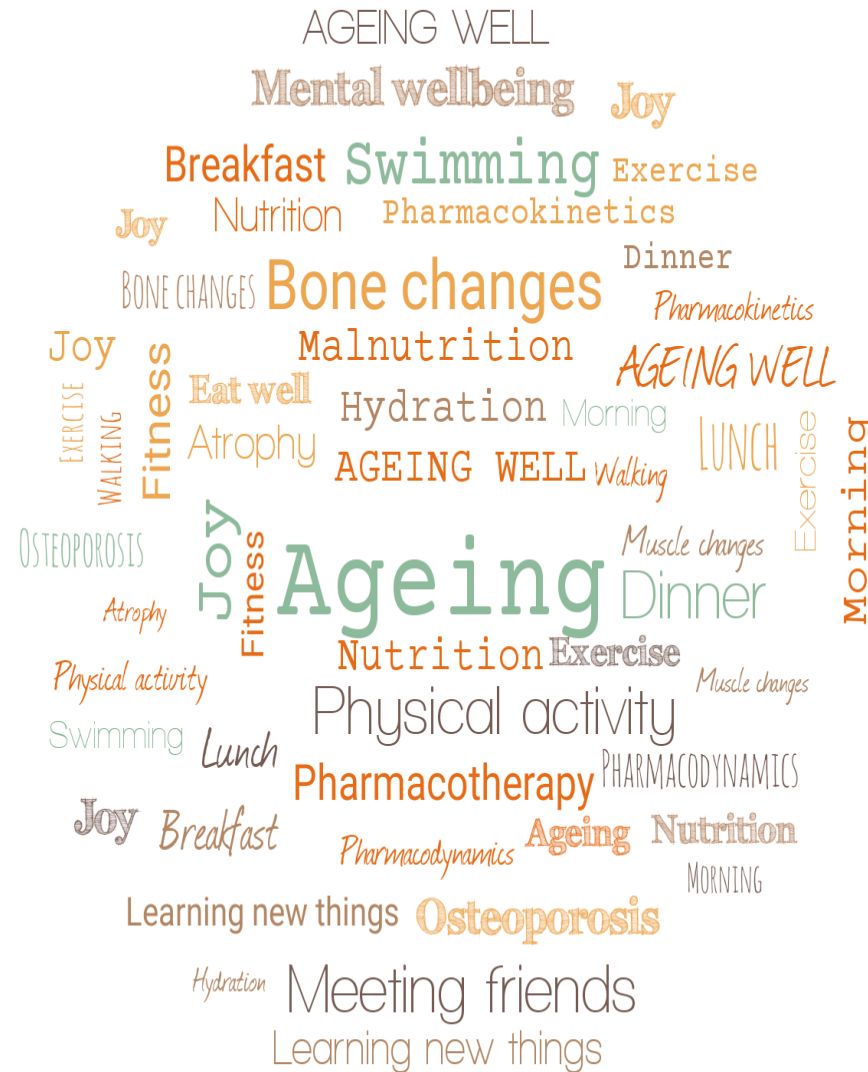 AGEING WELL
Mental wellbeing
Joy
Breakfast
Swimming
Exercise
Joy
Nutrition
Pharmacokinetics
Dinner
BONE CHANGES
Bone changes
Pharmacokinetics
Joy
Fitness
Malnutrition
AGEING WELL
EXERCISE
WALKING
Eat well
Hydration
Morning
LUNCH
Exercise
Morning
Atrophy
AGEING WELL
Walking
OSTEOPOROSIS
Joy
Fitness
Ageing
Muscle changes
Dinner
Atrophy
Nutrition
Exercise
Physical activity
Muscle changes
Physical activity
Swimming
Lunch
Pharmacotherapy
PHARMACODYNAMICS
Joy
Breakfast
Pharmacodynamics
Ageing
Nutrition
MORNING
Learning new things
Osteoporosis
Hydration
Meeting friends
Learning new things